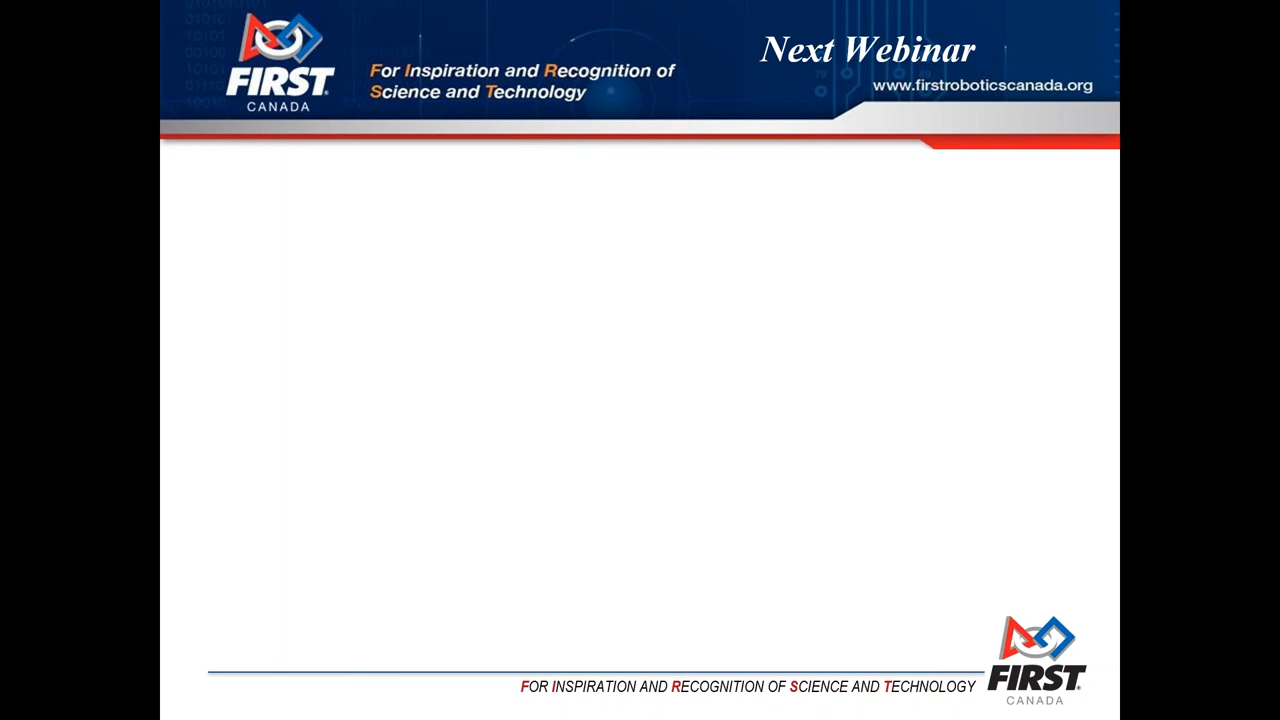 Next Webinar
FIRST
CANADA
For Inspiration and Recognition of
Science and Technology
www.firstroboticscanada.org
FOR INSPIRATION AND RECOGNITION OF SCIENCE AND TECHNOLOGY
FIRST
CANADA